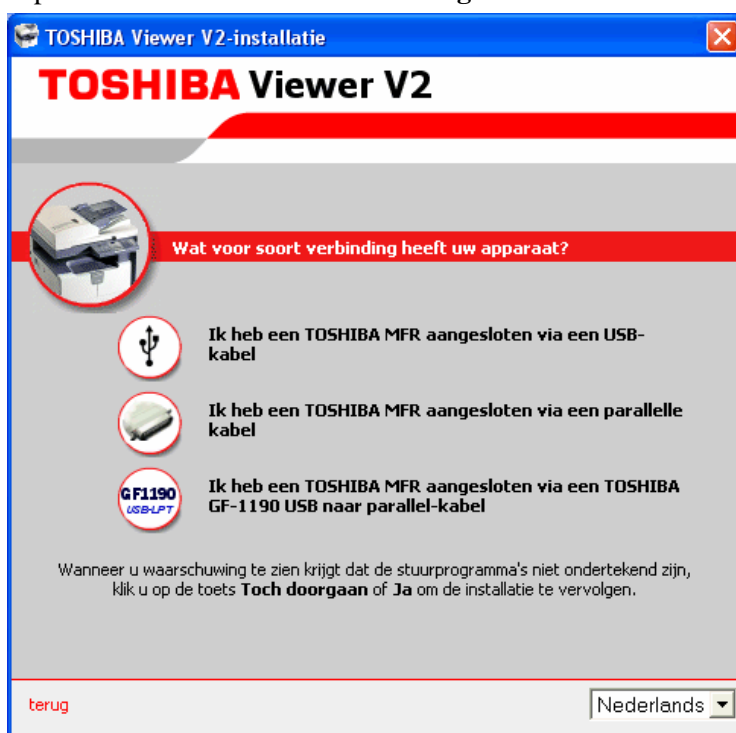 TOSHIBA Viewer V2-installatie
TOSHIBA Viewer V2
Wat voor soort verbinding heeft uw apparaat?
Ik heb een TOSHIBA MFR aangesloten via een USB-
kabel
Ik heb een TOSHIBA MFR aangesloten via een parallelle
kabel
GF1190
USB-LPT
Ik heb een TOSHIBA MFR aangesloten via een TOSHIBA
GF-1190 USB naar parallel-kabel
Wanneer u waarschuwing te zien krijgt dat de stuurprogramma's niet ondertekend zijn,
klik u op de toets Toch doorgaan of Ja om de installatie te vervolgen.
terug
Nederlands